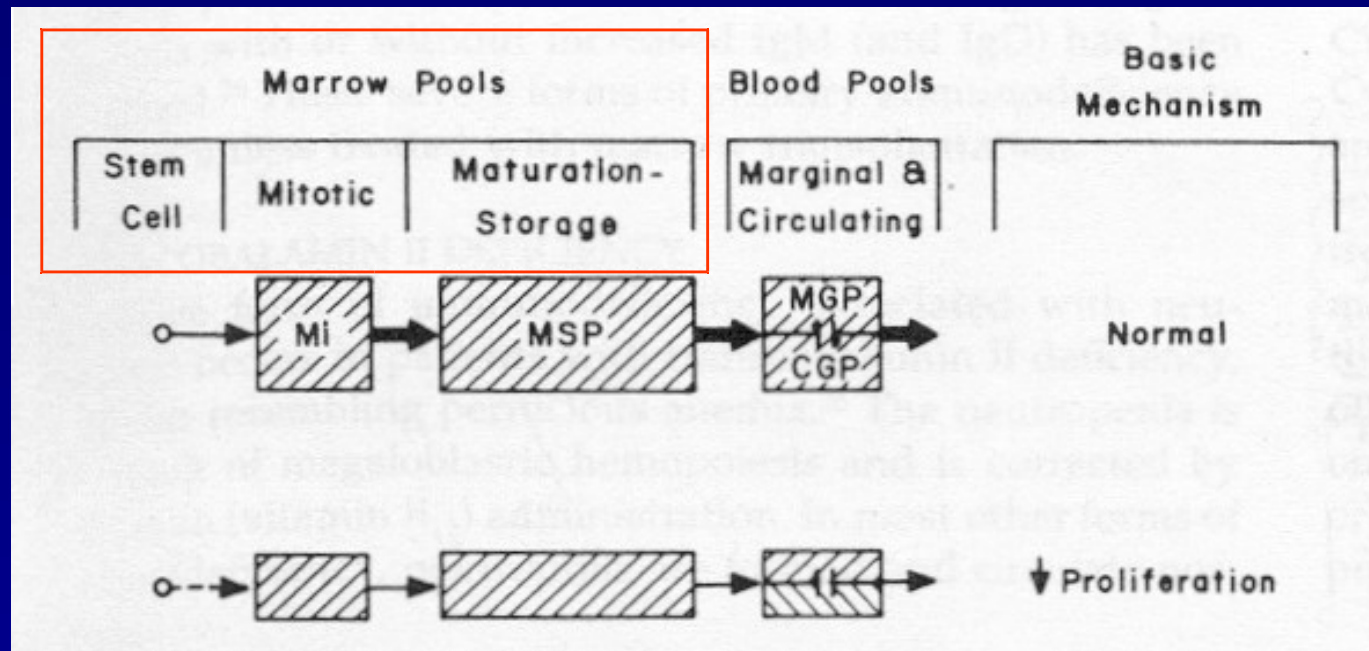 Marrow Pools
Blood Pools
Basic
Mechanism
Stem
Cell
Mitotic
Maturation-
Storage
Marginal &
Circulating
Mi
MSP
MGP
CGP
Normal
↓ Proliferation